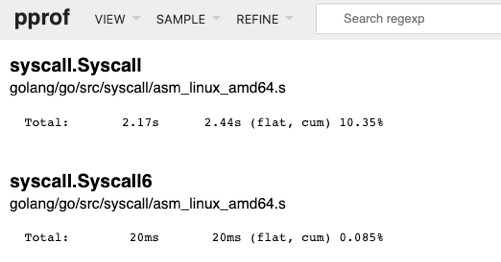 pprof VIEW SAMPLE REFINE Search regexp
syscall.Syscall
golang/go/src/syscall/asm_linux_amd64.s
Total: 2.17s 2.44s (flat, cum) 10.35%
syscall.Syscall6
golang/go/src/syscall/asm_linux_amd64.s
Total: 20ms 20ms (flat, cum) 0.085%